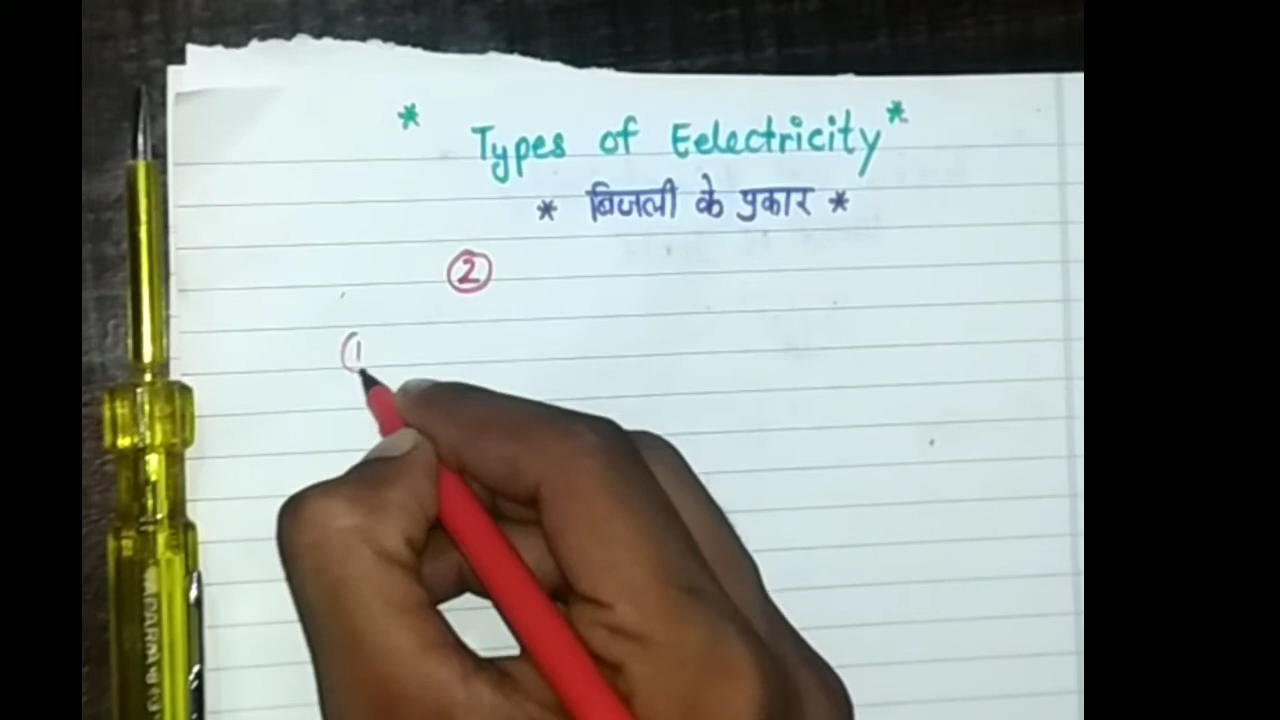 * Types of Eelectricity *
* बिजली के प्रकार *
2
1